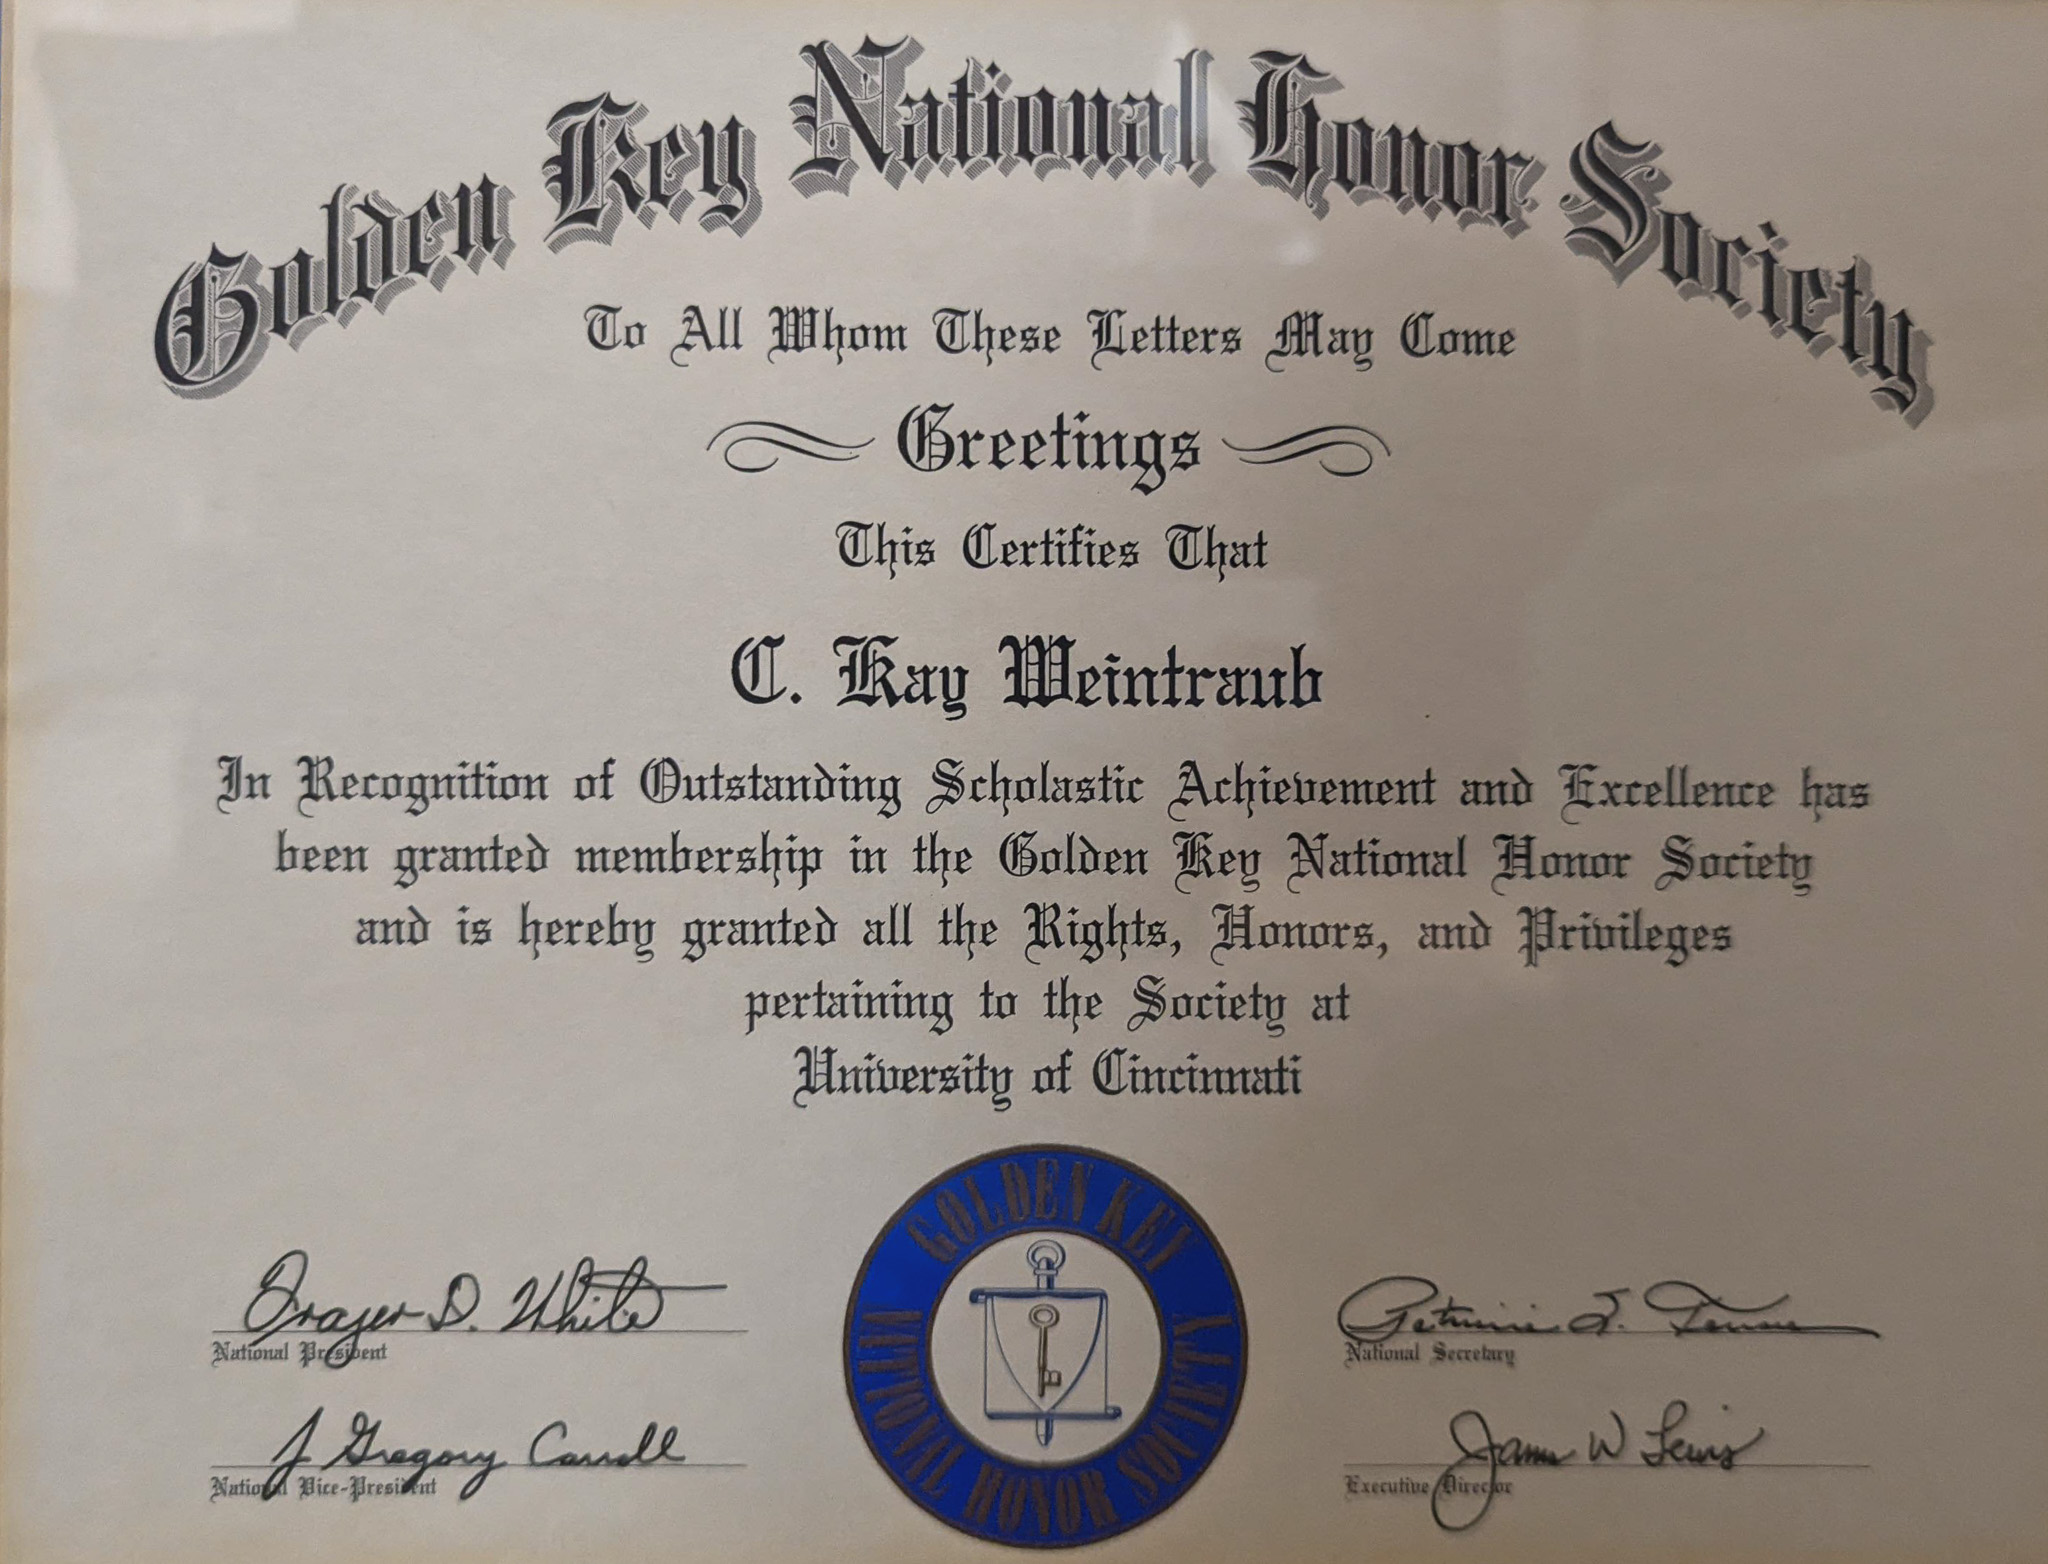 Golden Key National Honor Society
To All Whom These Letters May Come
Greetings
This Certifies That
C. Kay Weintraub
In Recognition of Outstanding Scholastic Achievement and Excellence has
been granted membership in the Golden Key National Honor Society
and is hereby granted all the Rights, Honors, and Privileges
pertaining to the Society at
University of Cincinnati
GOLDEN KEY
NATIONAL HONOR SOCIETY
D. White
National President
J Gregory Carroll
National Vice-President
National Secretary
James W Lewis
Executive Director